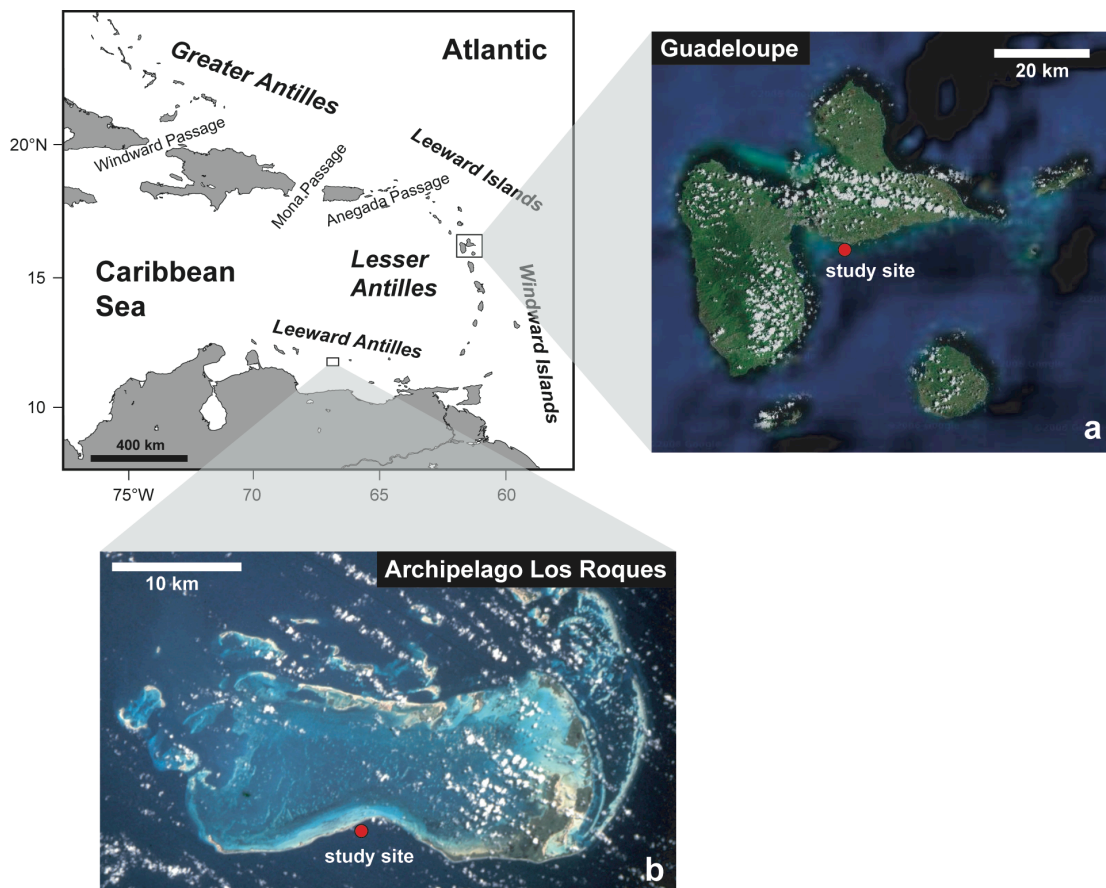 Greater Antilles
Atlantic
20°N
Windward Passage
Mona Passage
Anegada Passage
Leeward Islands
15
Caribbean
Sea
Lesser
Antilles
Windward Islands
Leeward Antilles
10
400 km
75°W
70
65
60
Guadeloupe
20 km
study site
a
10 km
Archipelago Los Roques
study site
b